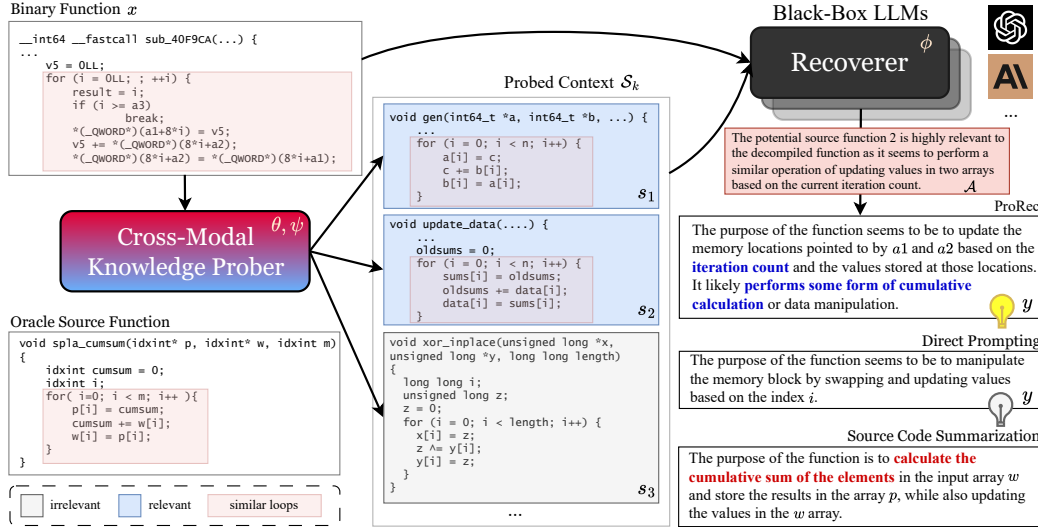 Binary Function x
__int64 __fastcall sub_40F9CA(...) {
...
v5 = 0LL;
for (i = 0LL; ; ++i) {
result = i;
if (i >= a3)
break;
*(_QWORD*)(a1+8*i) = v5;
v5 += *(_QWORD*)(8*i+a2);
*(_QWORD*)(8*i+a2) = *(_QWORD*)(8*i+a1);
Cross-Modal
Knowledge Prober
θ, ψ
Oracle Source Function
void spla_cumsum(idxint* p, idxint* w, idxint m)
{
idxint cumsum = 0;
idxint i;
for( i=0; i < m; i++ ){
p[i] = cumsum;
cumsum += w[i];
w[i] = p[i];
}
}
irrelevant
relevant
similar loops
Probed Context 𝒮k
void gen(int64_t *a, int64_t *b, ...) {
...
for (i = 0; i < n; i++) {
a[i] = c;
c += b[i];
b[i] = a[i];
}
s1
void update_data(....) {
...
oldsums = 0;
for (i = 0; i < n; i++) {
sums[i] = oldsums;
oldsums += data[i];
data[i] = sums[i];
}
s2
void xor_inplace(unsigned long *x,
unsigned long *y, long long length)
{
long long i;
unsigned long z;
z = 0;
for (i = 0; i < length; i++) {
x[i] = z;
z ^= y[i];
y[i] = z;
}
}
s3
...
Black-Box LLMs
Recoverer
ϕ
A\
...
The potential source function 2 is highly relevant to
the decompiled function as it seems to perform a
similar operation of updating values in two arrays
based on the current iteration count.
𝒜
ProRec
The purpose of the function seems to be to update the
memory locations pointed to by a1 and a2 based on the
iteration count and the values stored at those locations.
It likely performs some form of cumulative
calculation or data manipulation.
y
Direct Prompting
The purpose of the function seems to be to manipulate
the memory block by swapping and updating values
based on the index i.
y
Source Code Summarization
The purpose of the function is to calculate the
cumulative sum of the elements in the input array w
and store the results in the array p, while also updating
the values in the w array.